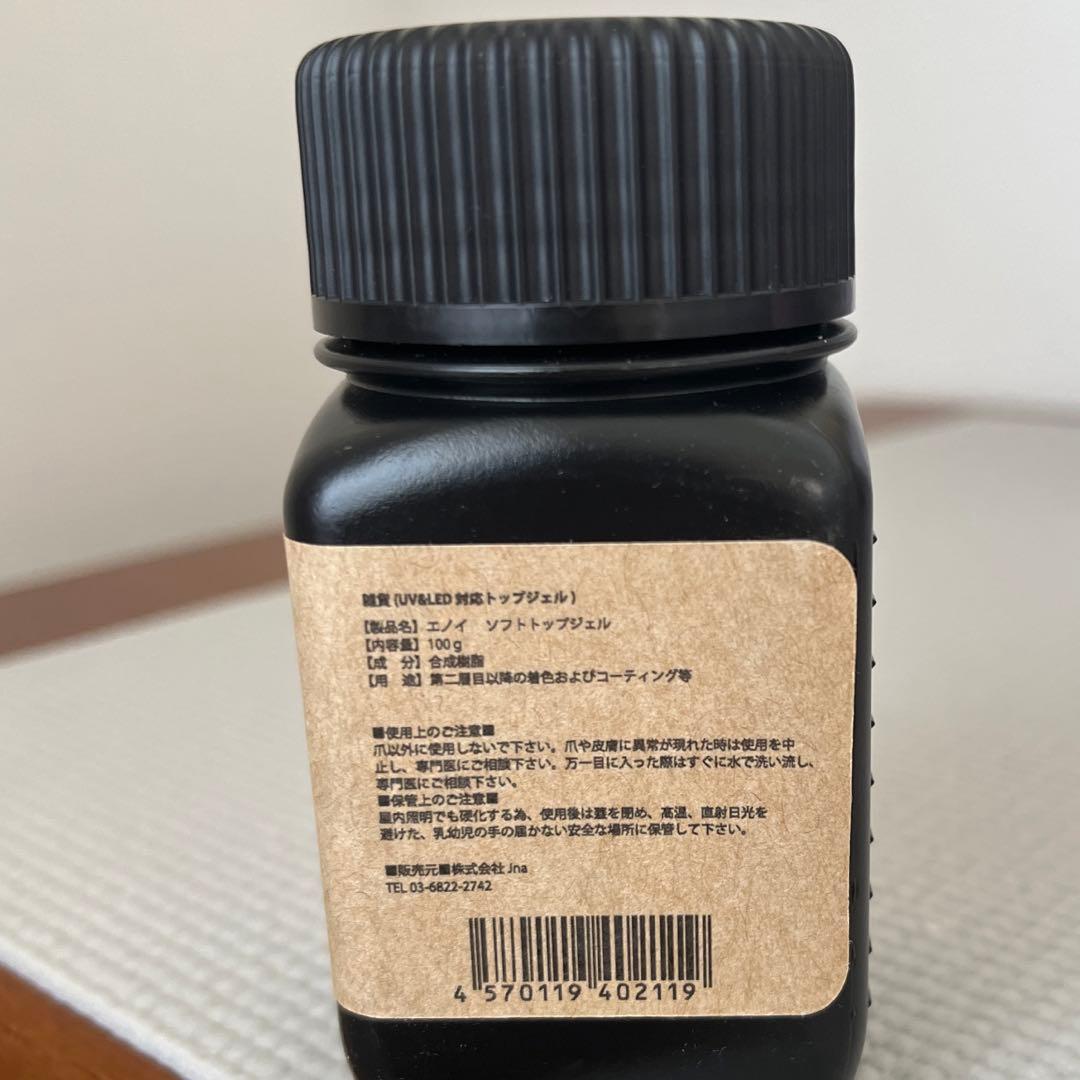 雑貨 (UV&LED 対応トップジェル)
【製品名】エノイ　ソフトトップジェル
【内容量】100g
【成　分】合成樹脂
【用　途】第二層目以降の着色およびコーティング等
■使用上のご注意■
爪以外に使用しないで下さい。爪や皮膚に異常が現れた時は使用を中
止し、専門医にご相談下さい。万一目に入った際はすぐに水で洗い流し、
専門医にご相談下さい。
■保管上のご注意■
屋内照明でも硬化する為、使用後は蓋を閉め、高温、直射日光を
避けた、乳幼児の手の届かない安全な場所に保管して下さい。
■販売元■株式会社 Jna
TEL 03-6822-2742
4 570119 402119